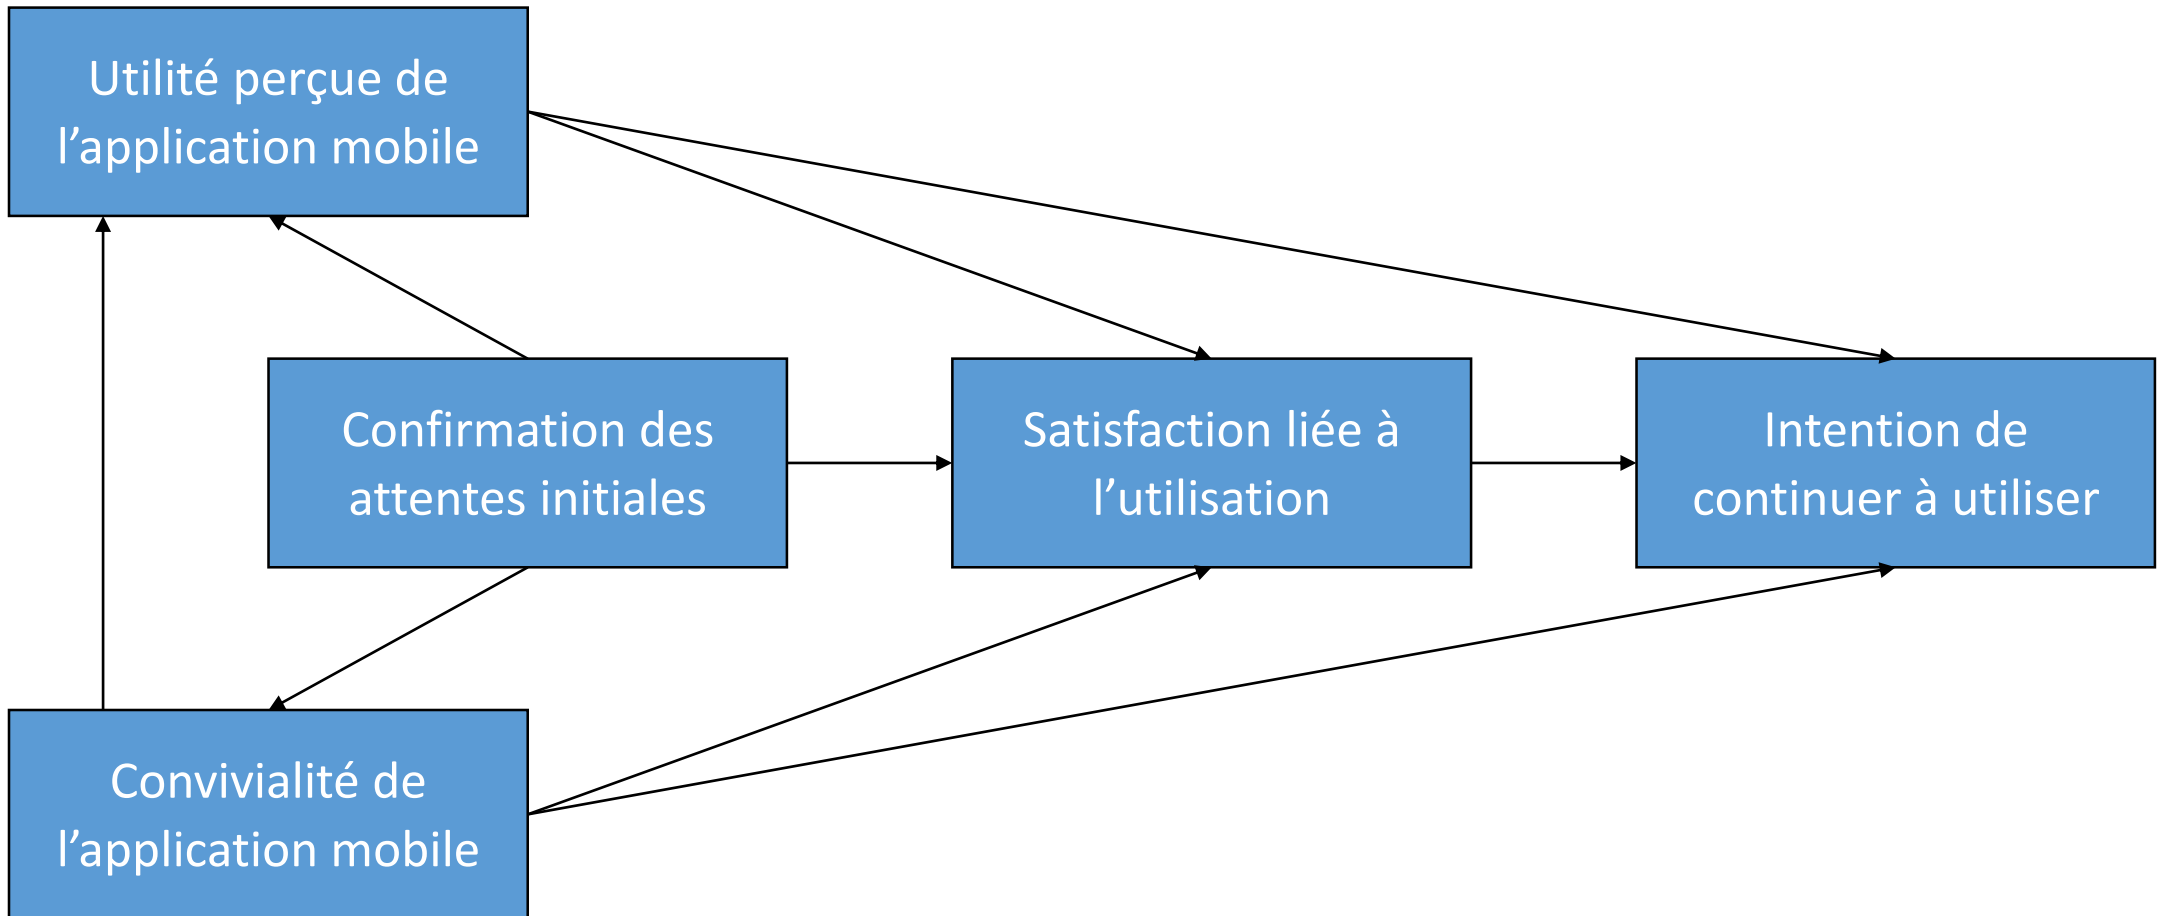 Utilité perçue de
l’application mobile
Confirmation des
attentes initiales
Satisfaction liée à
l’utilisation
Intention de
continuer à utiliser
Convivialité de
l’application mobile